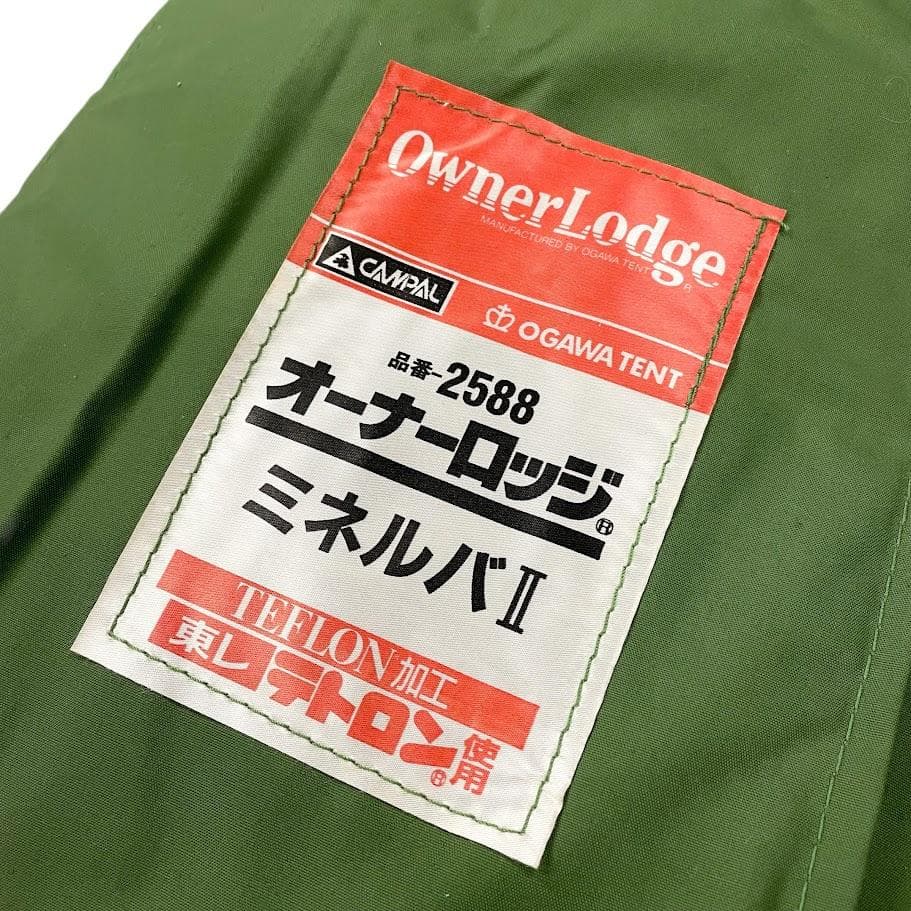 OwnerLodge
MANUFACTURED BY OGAWA TENT
®
CAMPAL
OGAWA TENT
品番-2588
オーナーロッジ®
ミネルバII
TEFLON加工
東レテトロン®使用